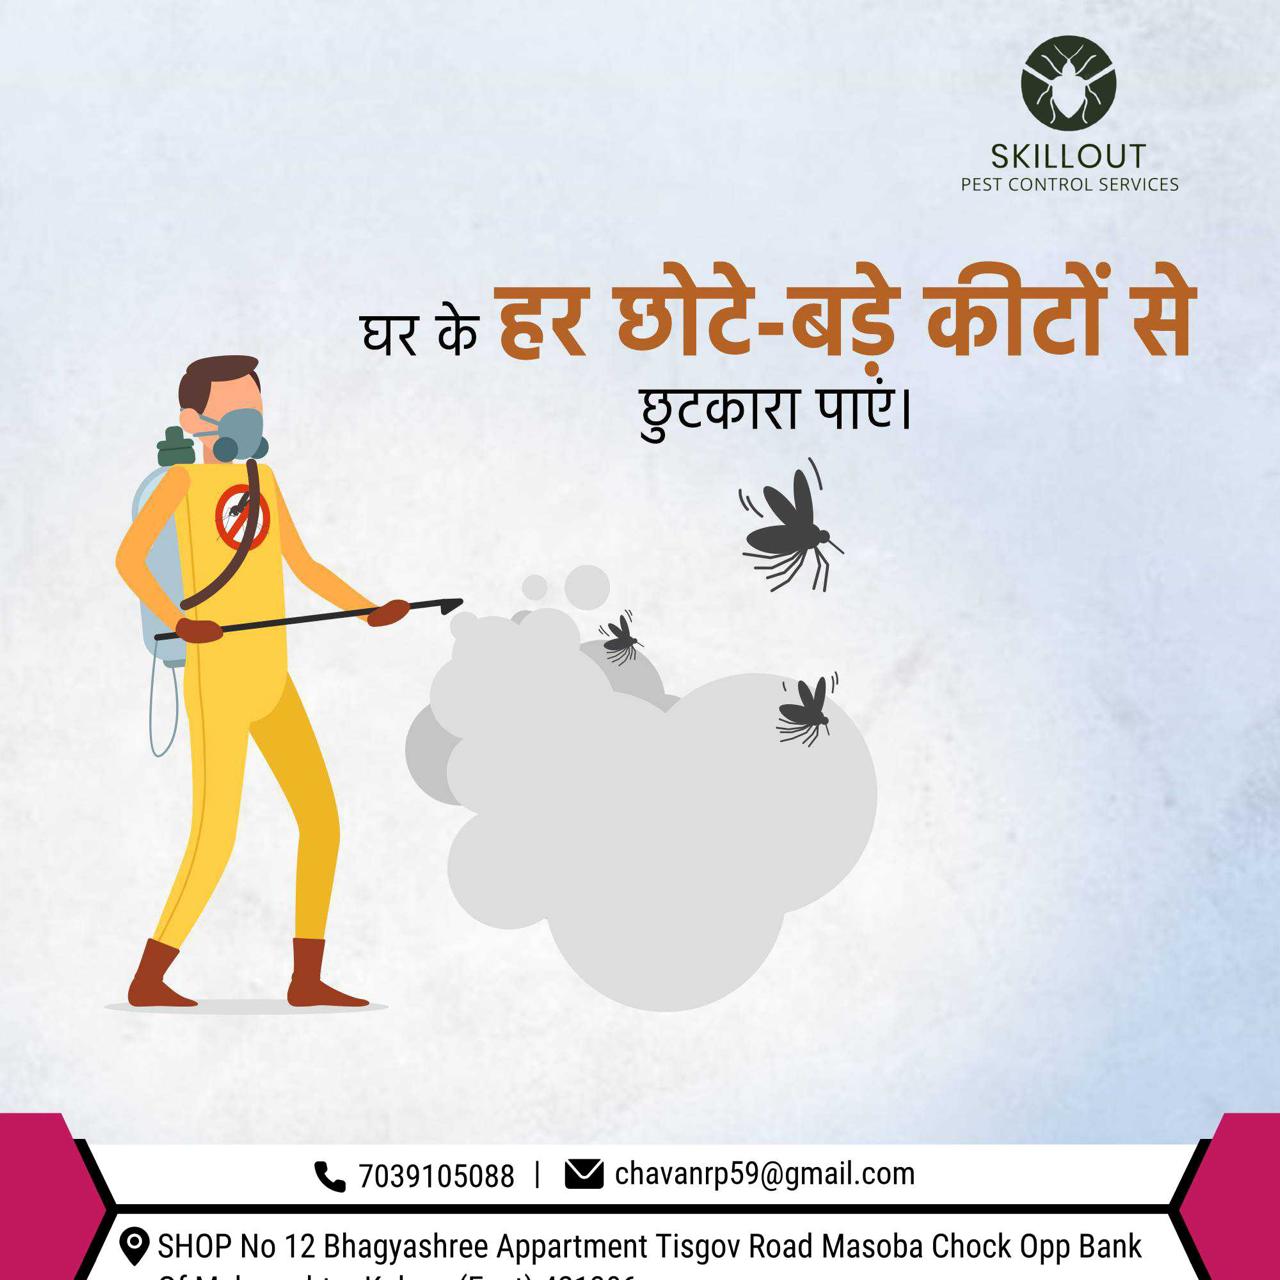 SKILLOUT
PEST CONTROL SERVICES
घर के हर छोटे-बड़े कीटों से
छुटकारा पाएं।
7039105088 | chavanrp59@gmail.com
SHOP No 12 Bhagyashree Appartment Tisgov Road Masoba Chock Opp Bank